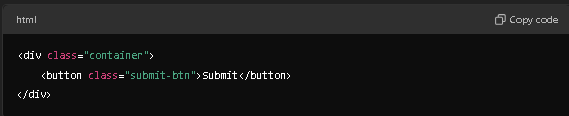 html
Copy code
<div class="container">
    <button class="submit-btn">Submit</button>
</div>